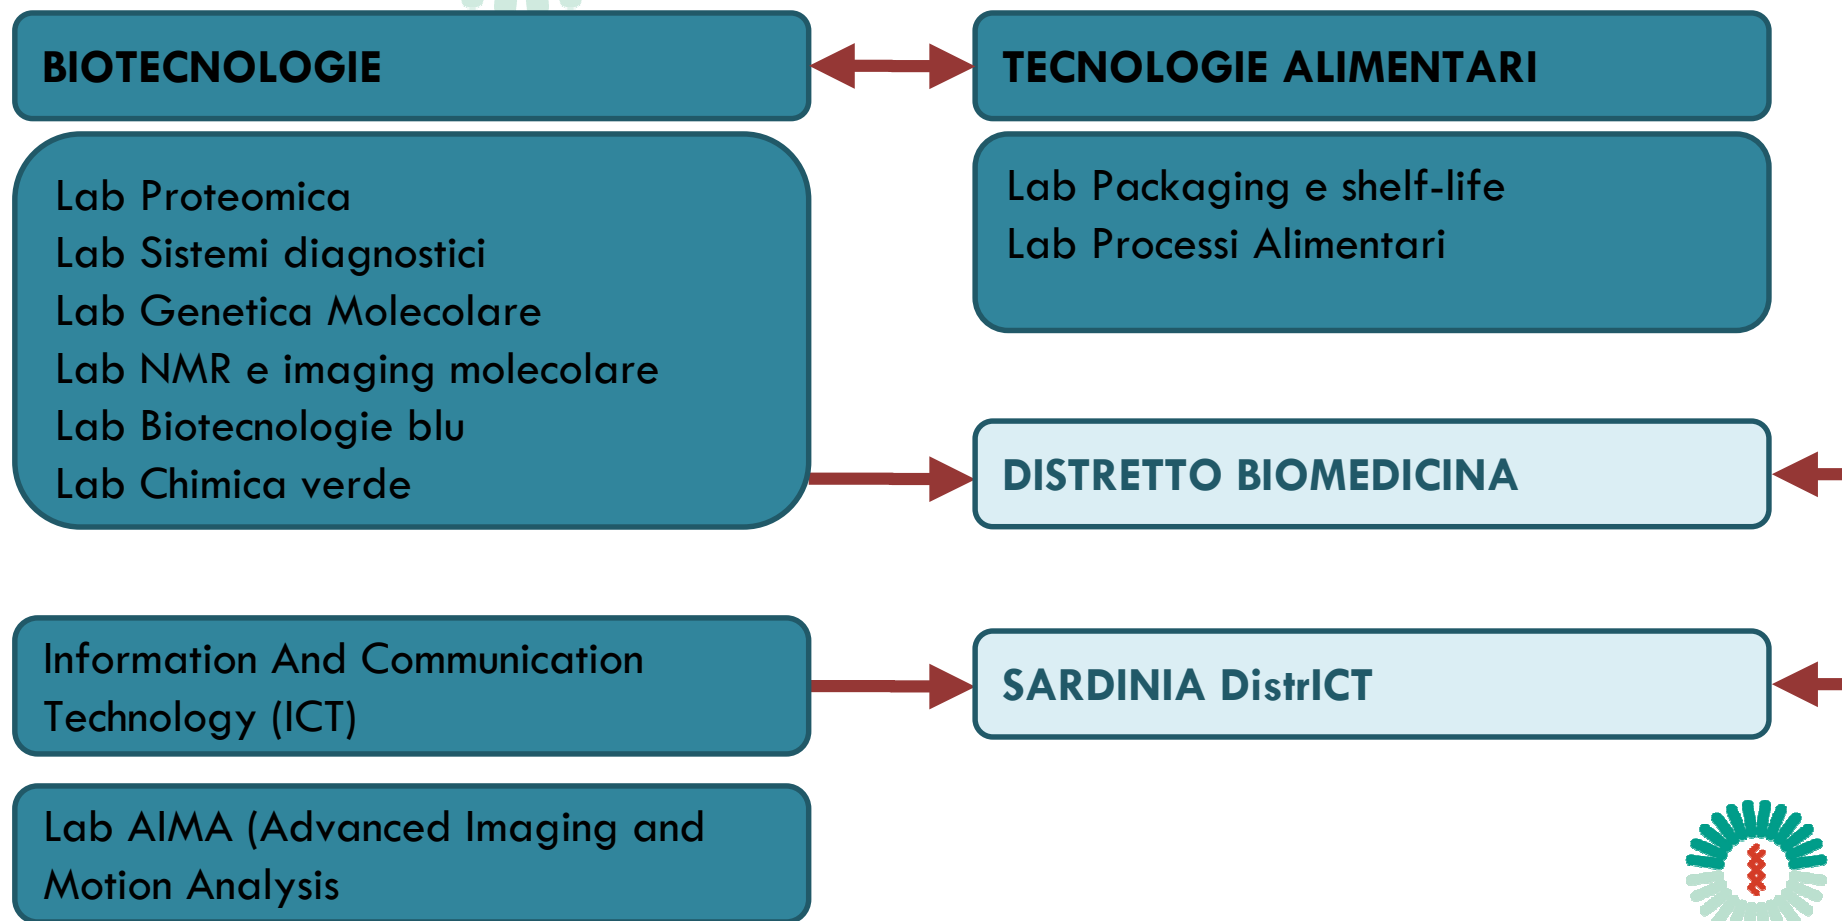 BIOTECNOLOGIE
TECNOLOGIE ALIMENTARI
Lab Proteomica
Lab Sistemi diagnostici
Lab Genetica Molecolare
Lab NMR e imaging molecolare
Lab Biotecnologie blu
Lab Chimica verde
Lab Packaging e shelf-life
Lab Processi Alimentari
DISTRETTO BIOMEDICINA
Information And Communication
Technology (ICT)
SARDINIA DistrICT
Lab AIMA (Advanced Imaging and
Motion Analysis